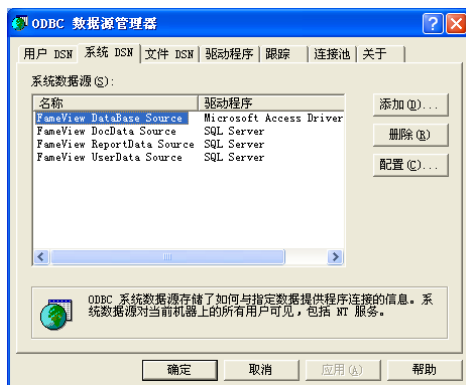 ODBC 数据源管理器
用户 DSN 系统 DSN 文件 DSN 驱动程序 跟踪 连接池 关于
系统数据源(S):
名称 驱动程序
FameView DataBase Source Microsoft Access Driver
FameView DocData Source SQL Server
FameView ReportData Source SQL Server
FameView UserData Source SQL Server
添加(D)...
删除(R)
配置(C)...
ODBC 系统数据源存储了如何与指定数据提供程序连接的信息。系
统数据源对当前机器上的所有用户可见，包括 NT 服务。
确定 取消 应用(A) 帮助